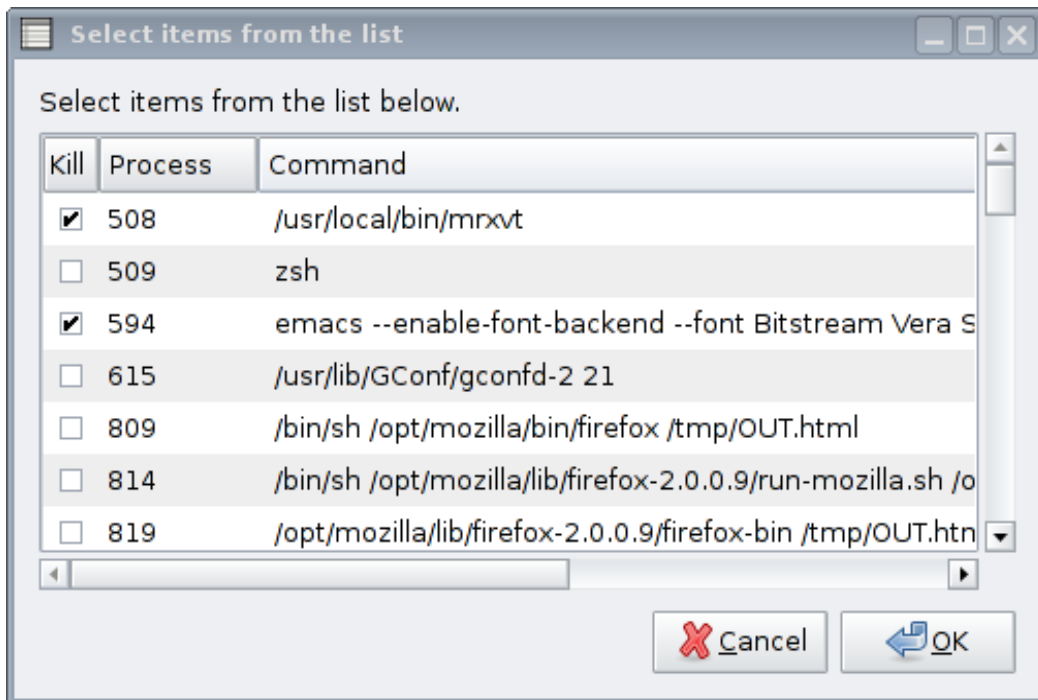 Select items from the list
Select items from the list below.
Kill Process Command
508 /usr/local/bin/mrxvt
509 zsh
594 emacs --enable-font-backend --font Bitstream Vera S
615 /usr/lib/GConf/gconfd-2 21
809 /bin/sh /opt/mozilla/bin/firefox /tmp/OUT.html
814 /bin/sh /opt/mozilla/lib/firefox-2.0.0.9/run-mozilla.sh /o
819 /opt/mozilla/lib/firefox-2.0.0.9/firefox-bin /tmp/OUT.htm
Cancel OK